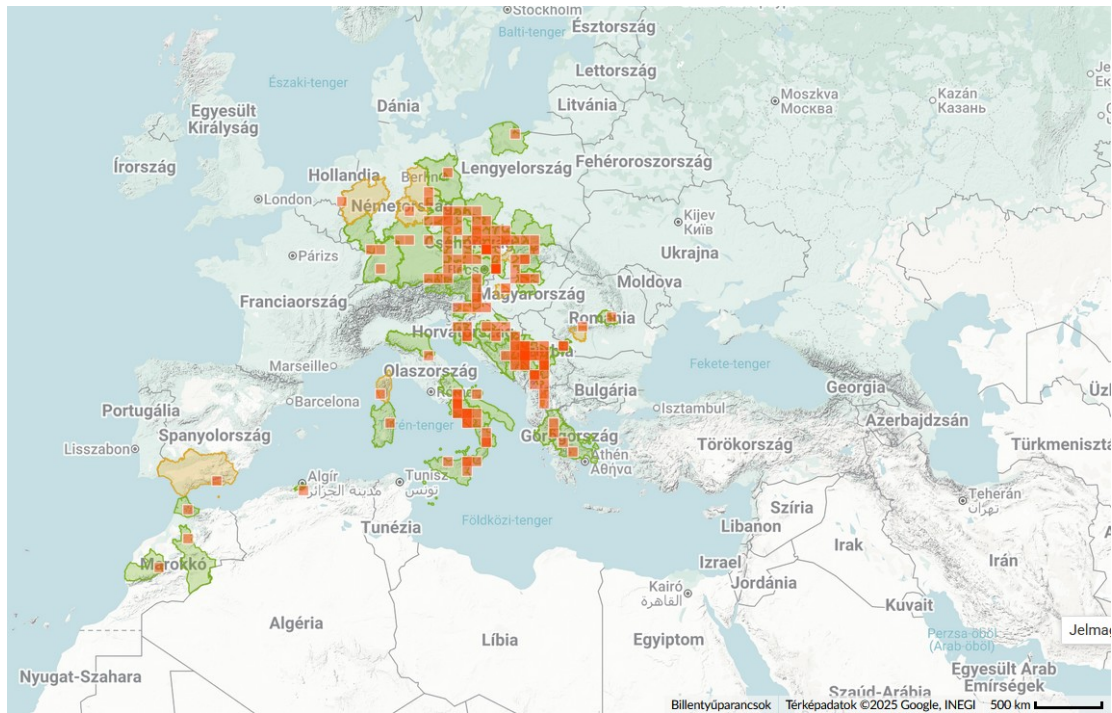 Stockholm
Balti-tenger
Észtország
Lettország
Északi-tenger
Dánia
Litvánia
Moszkva
Москва
Kazán
Казань
Egyesült
Királyság
Írország
Hollandia
Lengyelország
Fehéroroszország
London
Kijev
Київ
Párizs
Ukrajna
Moldova
Magyarország
Franciaország
Románia
Marseille
Olaszország
Fekete-tenger
Bulgária
Georgia
Barcelona
Portugália
Isztambul
Azerbajdzsán
Spanyolország
Lisszabon
Törökország
Athén
Αθήνα
Algír
مدينة الجزائر
Tunisz
تونس
Teherán
تهران
Szíria
Tunézia
Földközi-tenger
Libanon
Irak
Irán
Izrael
Marokkó
Jordánia
Kairó
القاهرة
Kuvait
Algéria
Líbia
Egyiptom
Perzsa-öböl
(Arab-öböl)
Jelmag
Nyugat-Szahara
Egyesült Arab
Emírségek
Szaúd-Arábia
Billentyűparancsok Térképadatok ©2025 Google, INEGI 500 km